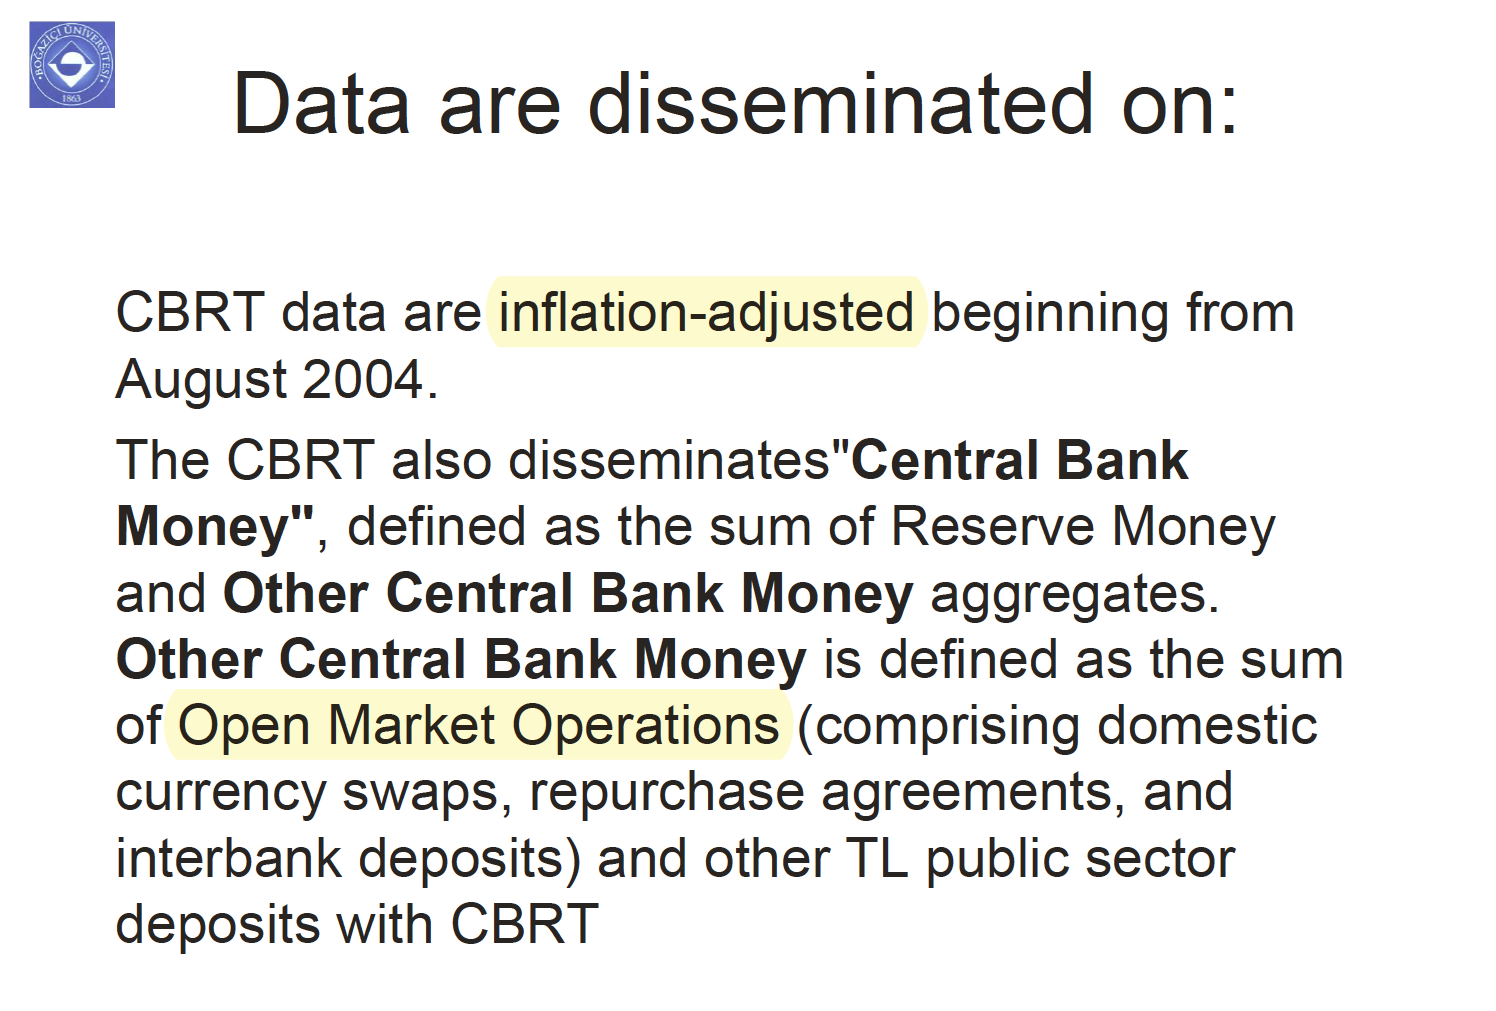 BOĞAZİÇİ ÜNİVERSİTESİ
1863
Data are disseminated on:
CBRT data are inflation-adjusted beginning from
August 2004.
The CBRT also disseminates"Central Bank
Money", defined as the sum of Reserve Money
and Other Central Bank Money aggregates.
Other Central Bank Money is defined as the sum
of Open Market Operations (comprising domestic
currency swaps, repurchase agreements, and
interbank deposits) and other TL public sector
deposits with CBRT